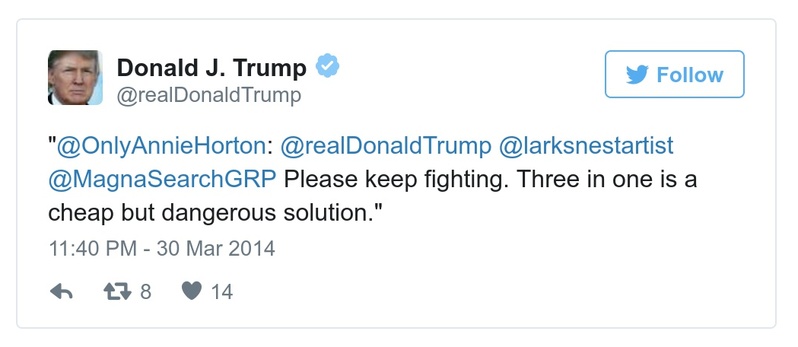 Donald J. Trump
@realDonaldTrump
Follow
"@OnlyAnnieHorton: @realDonaldTrump @larksnestartist
@MagnaSearchGRP Please keep fighting. Three in one is a
cheap but dangerous solution."
11:40 PM - 30 Mar 2014
8
14